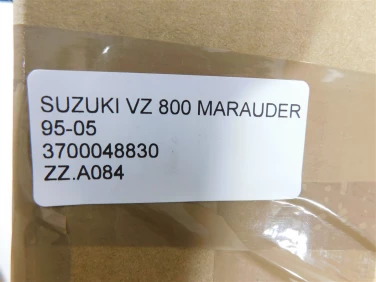 SUZUKI VZ 800 MARAUDER
95-05
3700048830
ZZ.A084